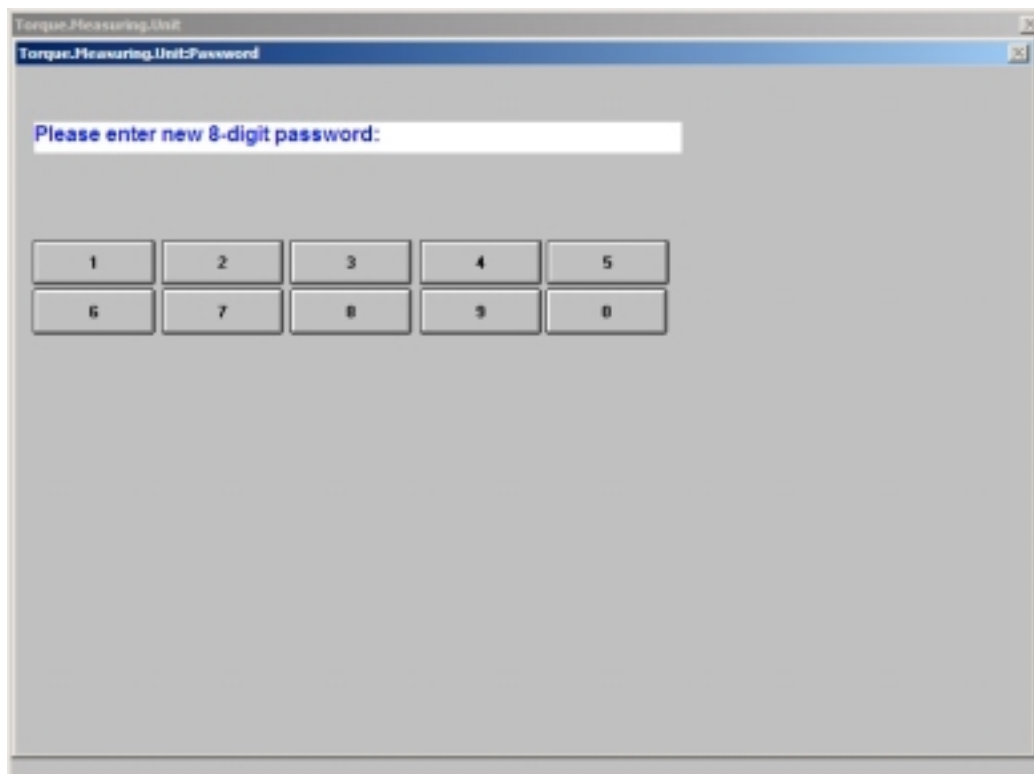 Torque.Measuring.Unit
Torque.Measuring.Unit:Password
Please enter new 8-digit password:
1 2 3 4 5
6 7 8 9 0